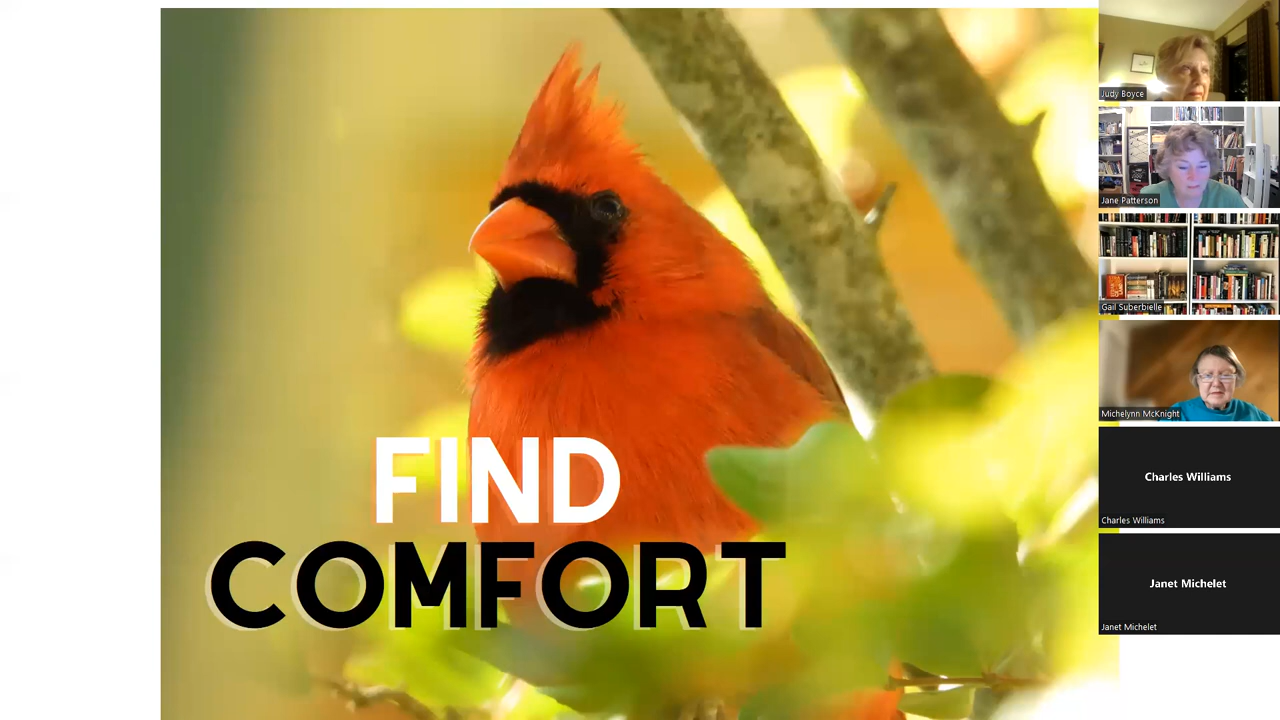 FIND
COMFORT
Judy Boyce
Jane Patterson
Gail Suberbielle
Michelynn McKnight
Charles Williams
Charles Williams
Janet Michelet
Janet Michelet